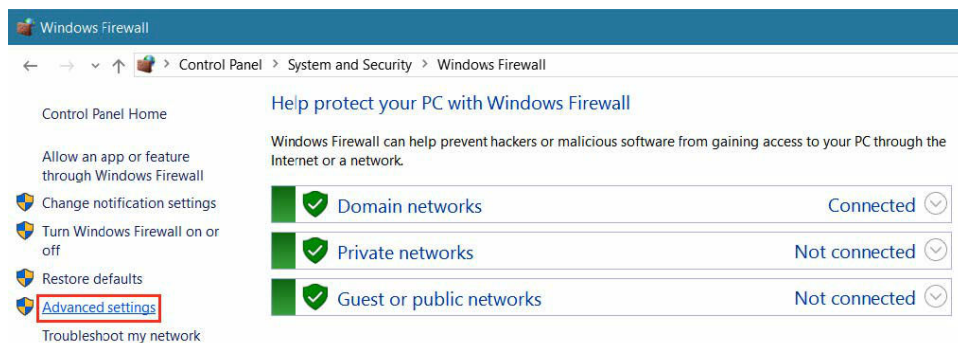 Windows Firewall
Control Panel > System and Security > Windows Firewall
Control Panel Home
Allow an app or feature
through Windows Firewall
Change notification settings
Turn Windows Firewall on or
off
Restore defaults
Advanced settings
Troubleshoot my network
Help protect your PC with Windows Firewall
Windows Firewall can help prevent hackers or malicious software from gaining access to your PC through the
Internet or a network.
Domain networks Connected
Private networks Not connected
Guest or public networks Not connected